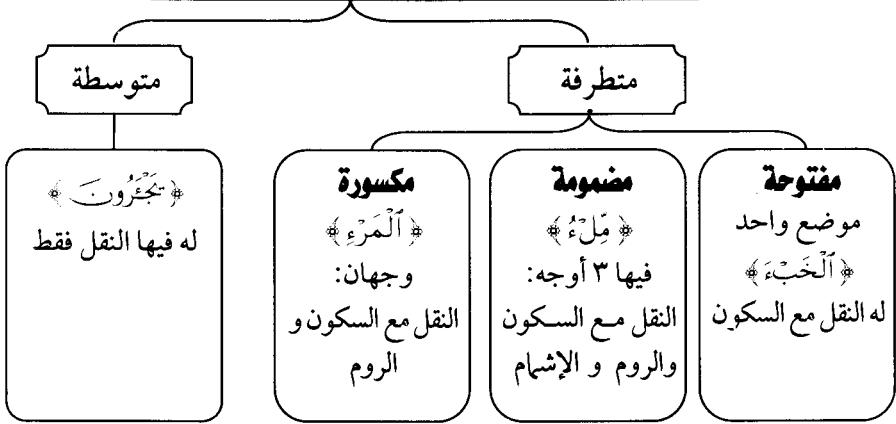 متطرفة
متوسطة
مفتوحة
موضع واحد
﴿ ٱلْخَبْءَ ﴾
له النقل مع السكون
مضمومة
﴿ مِّلْءُ ﴾
فيها ٣ أوجه:
النقل مع السكون
والروم و الإشمام
مكسورة
﴿ ٱلْمَرْءِ ﴾
وجهان:
النقل مع السكون و
الروم
﴿ تَجْـَٔرُونَ ﴾
له فيها النقل فقط